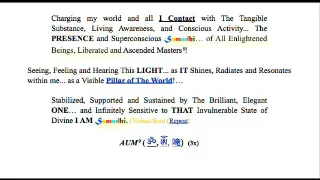 Charging my world and all I Contact with The Tangible
Substance, Living Awareness, and Conscious Activity... The
PRESENCE and Superconscious Samadhi… of All Enlightened
Beings, Liberated and Ascended Masters
Seeing, Feeling and Hearing This LIGHT... as IT Shines, Radiates and Resonates
within me... as a Visible Pillar of The World!…
Stabilized, Supported and Sustained by The Brilliant, Elegant
ONE… and Infinitely Sensitive to THAT Invulnerable State of
Divine I AM Samadhi. (Repeat)
AUM³ (ॐ, (3x)